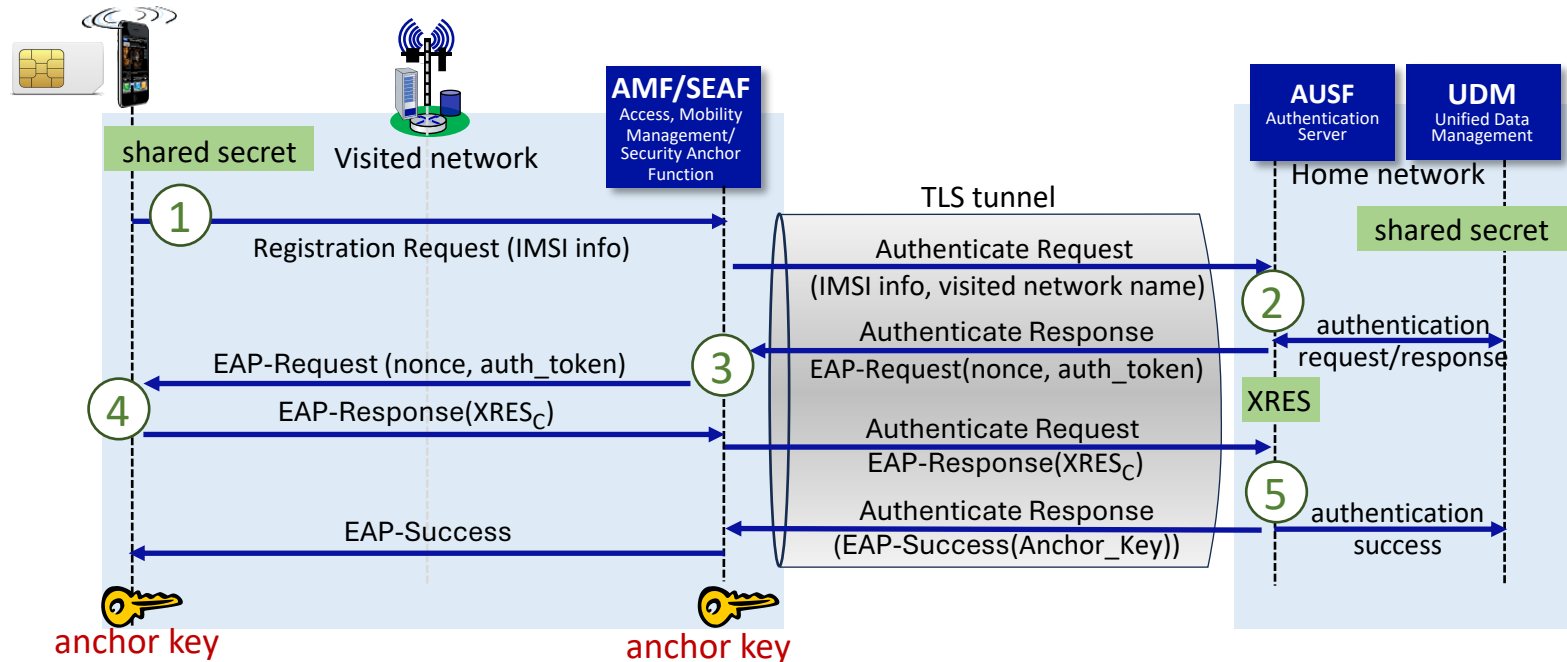 AMF/SEAF
Access, Mobility
Management/
Security Anchor
Function
AUSF
Authentication
Server
UDM
Unified Data
Management
shared secret
Visited network
Home network
TLS tunnel
shared secret
1
Registration Request (IMSI info)
Authenticate Request
(IMSI info, visited network name)
2
authentication
request/response
Authenticate Response
EAP-Request(nonce, auth_token)
3
EAP-Request (nonce, auth_token)
4
EAP-Response(XRES_C)
XRES
Authenticate Request
EAP-Response(XRES_C)
5
authentication
success
Authenticate Response
(EAP-Success(Anchor_Key))
EAP-Success
anchor key
anchor key